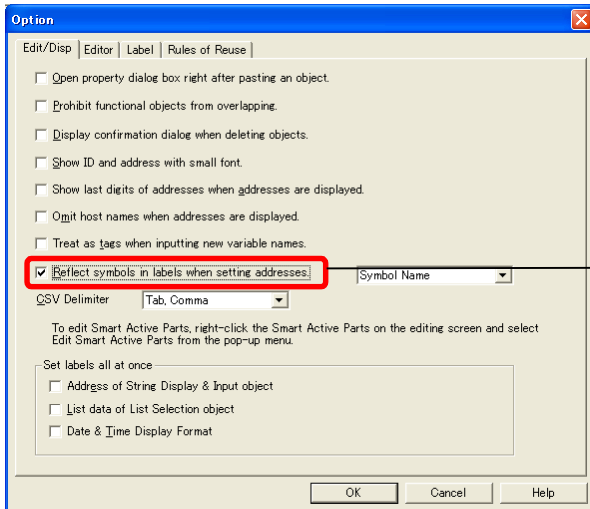 Option
Edit/Disp Editor Label Rules of Reuse
Open property dialog box right after pasting an object.
Prohibit functional objects from overlapping.
Display confirmation dialog when deleting objects.
Show ID and address with small font.
Show last digits of addresses when addresses are displayed.
Omit host names when addresses are displayed.
Treat as tags when inputting new variable names.
Reflect symbols in labels when setting addresses. Symbol Name
CSV Delimiter Tab, Comma
To edit Smart Active Parts, right-click the Smart Active Parts on the editing screen and select
Edit Smart Active Parts from the pop-up menu.
Set labels all at once
Address of String Display & Input object
List data of List Selection object
Date & Time Display Format
OK Cancel Help